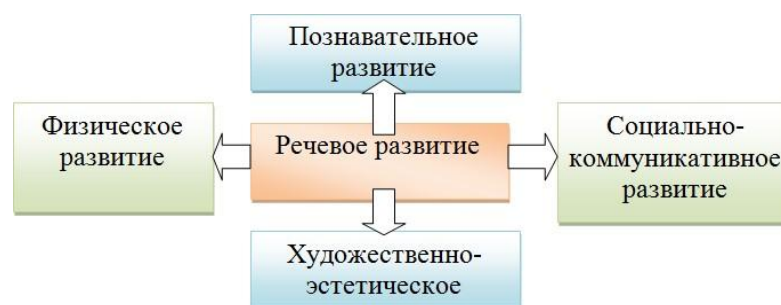 Познавательное
развитие
Физическое
развитие
Речевое развитие
Социально-
коммуникативное
развитие
Художественно-
эстетическое